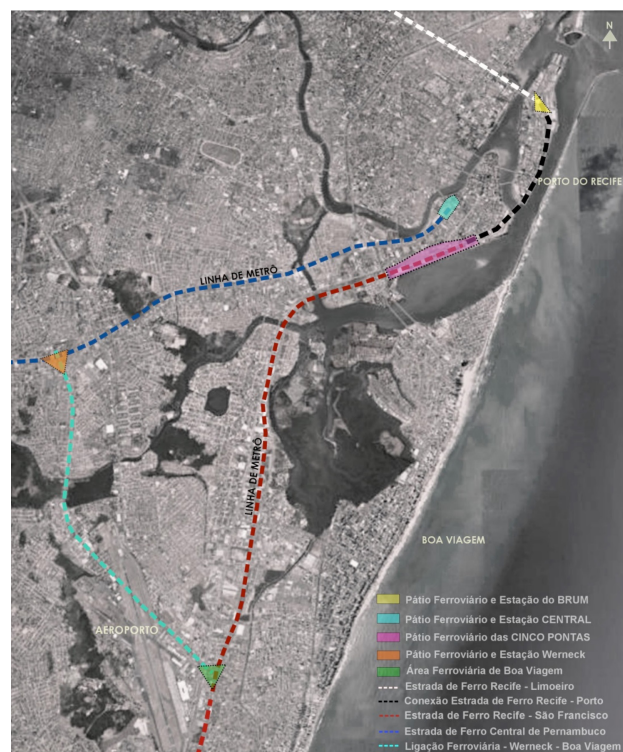 N
PORTO DO RECIFE
LINHA DE METRÔ
LINHA DE METRÔ
BOA VIAGEM
AEROPORTO
Pátio Ferroviário e Estação do BRUM
Pátio Ferroviário e Estação CENTRAL
Pátio Ferroviário das CINCO PONTAS
Pátio Ferroviário e Estação Werneck
Área Ferroviária de Boa Viagem
Estrada de Ferro Recife - Limoeiro
Conexão Estrada de Ferro Recife - Porto
Estrada de Ferro Recife - São Francisco
Estrada de Ferro Central de Pernambuco
Ligação Ferroviária - Werneck - Boa Viagem